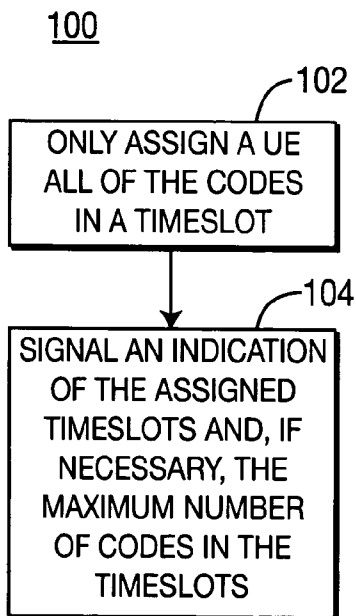 100
102
ONLY ASSIGN A UE
ALL OF THE CODES
IN A TIMESLOT
104
SIGNAL AN INDICATION
OF THE ASSIGNED
TIMESLOTS AND, IF
NECESSARY, THE
MAXIMUM NUMBER
OF CODES IN THE
TIMESLOTS